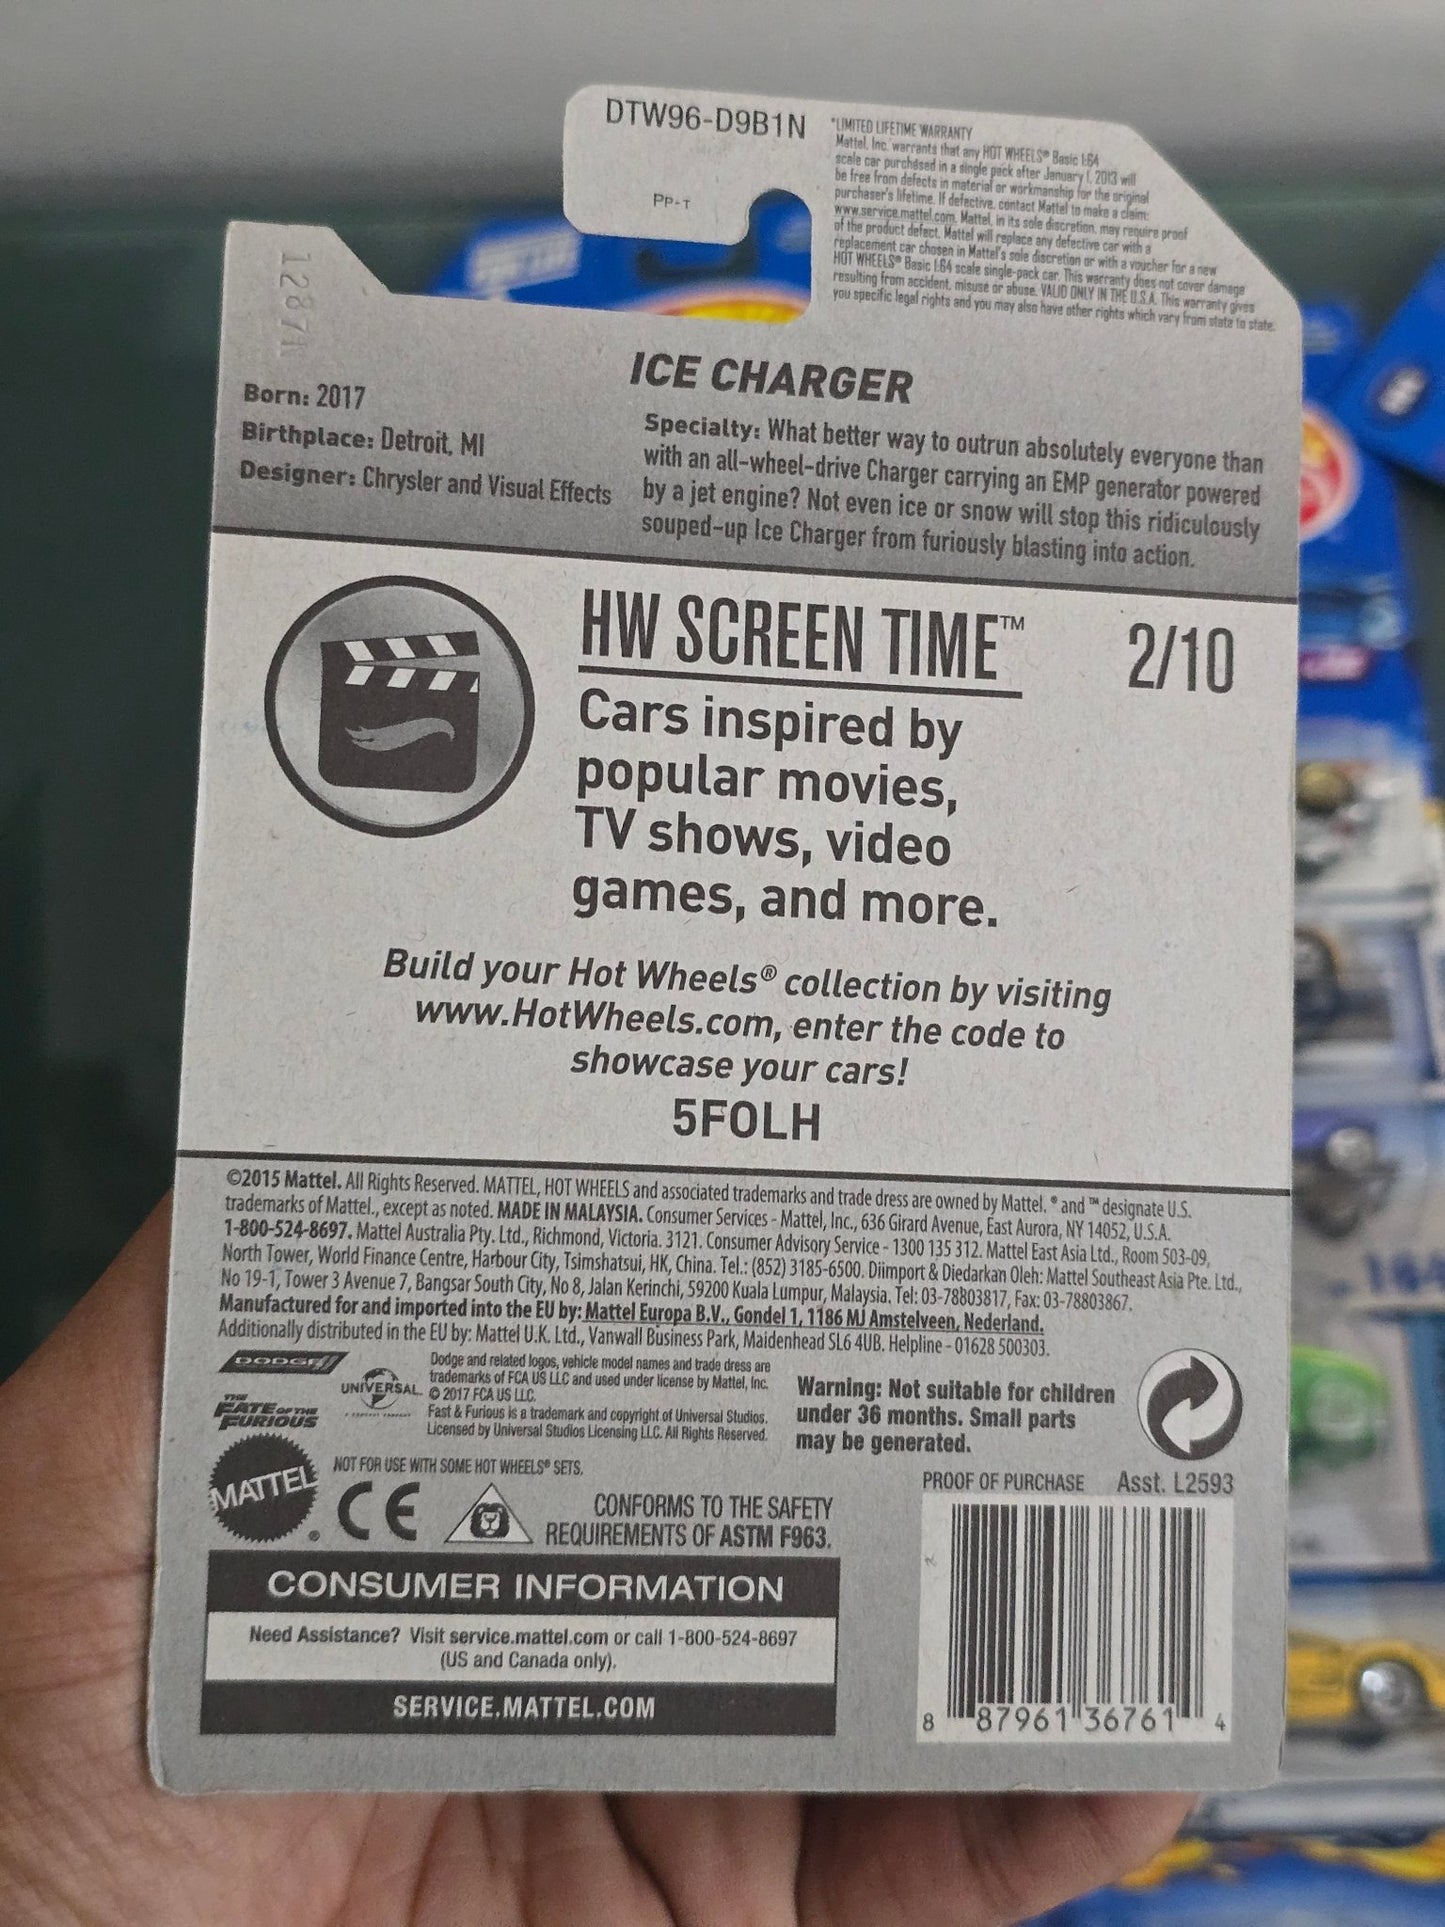 DTW96-D9B1N
PP-T
*LIMITED LIFETIME WARRANTY
Mattel, Inc. warrants that any HOT WHEELS® Basic 1:64
scale car purchased in a single pack after January 1, 2013 will
be free from defects in material or workmanship for the original
purchaser's lifetime. If defective, contact Mattel to make a claim:
www.service.mattel.com. Mattel, in its sole discretion, may require proof
of the product defect. Mattel will replace any defective car with a
replacement car chosen in Mattel's sole discretion or with a voucher for a new
HOT WHEELS® Basic 1:64 scale single-pack car. This warranty does not cover damage
resulting from accident, misuse or abuse. VALID ONLY IN THE U.S.A. This warranty gives
you specific legal rights and you may also have other rights which vary from state to state.
12871
ICE CHARGER
Born: 2017
Birthplace: Detroit, MI
Designer: Chrysler and Visual Effects
Specialty: What better way to outrun absolutely everyone than
with an all-wheel-drive Charger carrying an EMP generator powered
by a jet engine? Not even ice or snow will stop this ridiculously
souped-up Ice Charger from furiously blasting into action.
HW SCREEN TIME™
2/10
Cars inspired by
popular movies,
TV shows, video
games, and more.
Build your Hot Wheels® collection by visiting
www.HotWheels.com, enter the code to
showcase your cars!
5FOLH
©2015 Mattel. All Rights Reserved. MATTEL, HOT WHEELS and associated trademarks and trade dress are owned by Mattel. ® and ™ designate U.S.
trademarks of Mattel., except as noted. MADE IN MALAYSIA. Consumer Services - Mattel, Inc., 636 Girard Avenue, East Aurora, NY 14052, U.S.A.
1-800-524-8697. Mattel Australia Pty. Ltd., Richmond, Victoria. 3121. Consumer Advisory Service - 1300 135 312. Mattel East Asia Ltd., Room 503-09,
North Tower, World Finance Centre, Harbour City, Tsimshatsui, HK, China. Tel.: (852) 3185-6500. Diimport & Diedarkan Oleh: Mattel Southeast Asia Pte. Ltd.,
No 19-1, Tower 3 Avenue 7, Bangsar South City, No 8, Jalan Kerinchi, 59200 Kuala Lumpur, Malaysia. Tel: 03-78803817, Fax: 03-78803867.
Manufactured for and imported into the EU by: Mattel Europa B.V., Gondel 1, 1186 MJ Amstelveen, Nederland.
Additionally distributed in the EU by: Mattel U.K. Ltd., Vanwall Business Park, Maidenhead SL6 4UB. Helpline - 01628 500303.
DODGE
UNIVERSAL
THE
FATE OF THE
FURIOUS
Dodge and related logos, vehicle model names and trade dress are
trademarks of FCA US LLC and used under license by Mattel, Inc.
© 2017 FCA US LLC.
Fast & Furious is a trademark and copyright of Universal Studios.
Licensed by Universal Studios Licensing LLC. All Rights Reserved.
Warning: Not suitable for children
under 36 months. Small parts
may be generated.
MATTEL
NOT FOR USE WITH SOME HOT WHEELS® SETS.
CE
CONFORMS TO THE SAFETY
REQUIREMENTS OF ASTM F963.
PROOF OF PURCHASE Asst. L2593
CONSUMER INFORMATION
Need Assistance? Visit service.mattel.com or call 1-800-524-8697
(US and Canada only).
SERVICE.MATTEL.COM
8 87961 36761 4